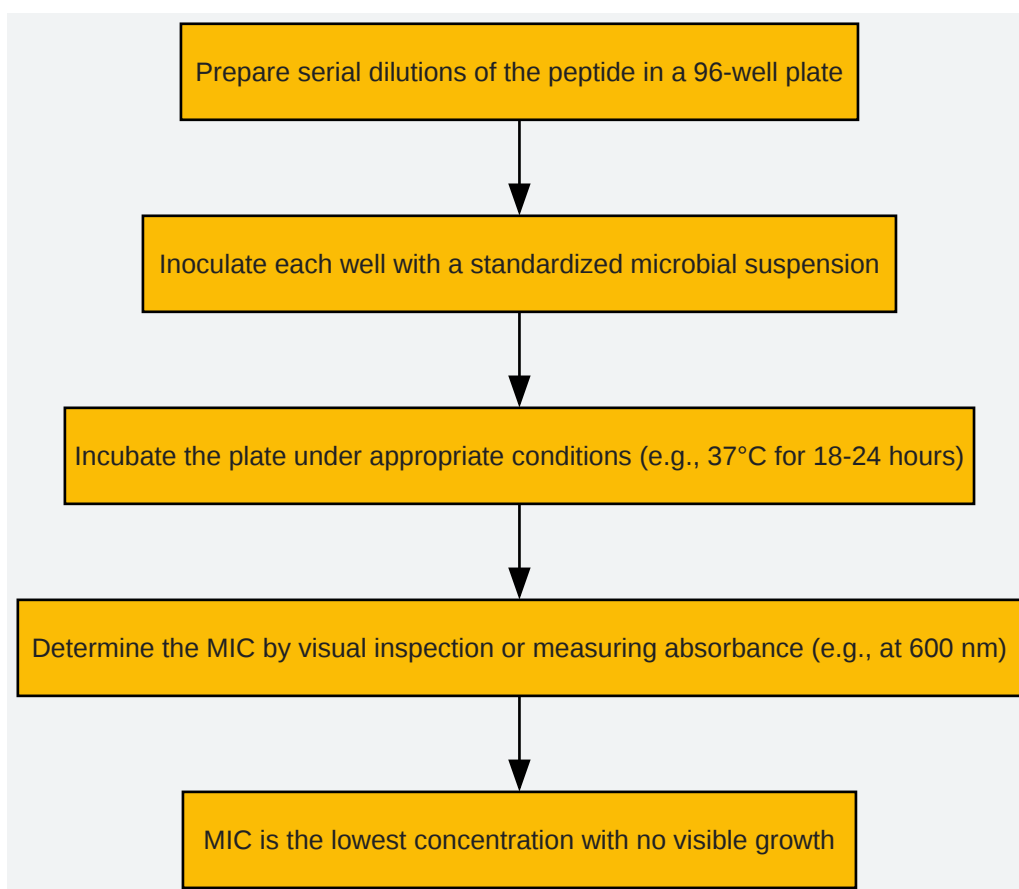 Prepare serial dilutions of the peptide in a 96-well plate
Inoculate each well with a standardized microbial suspension
Incubate the plate under appropriate conditions (e.g., 37°C for 18-24 hours)
Determine the MIC by visual inspection or measuring absorbance (e.g., at 600 nm)
MIC is the lowest concentration with no visible growth